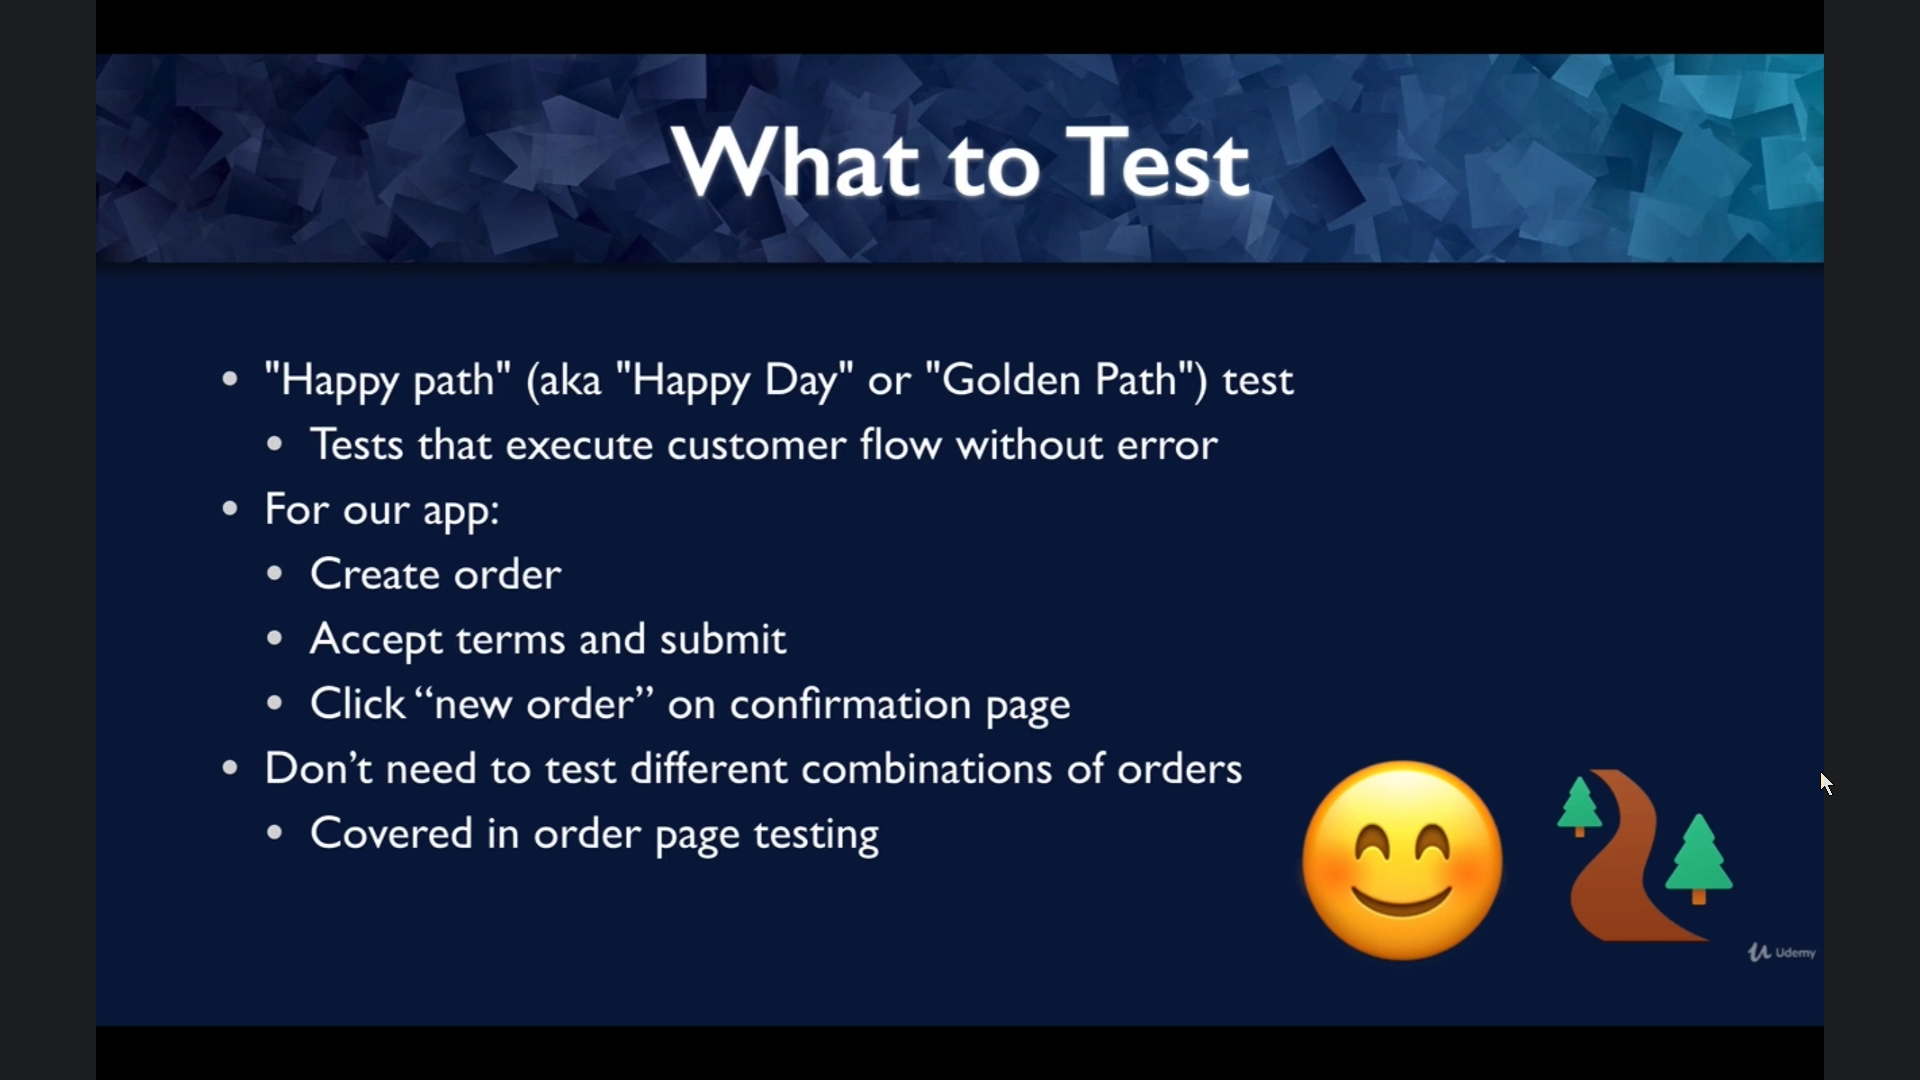 What to Test
• "Happy path" (aka "Happy Day" or "Golden Path") test
• Tests that execute customer flow without error
• For our app:
• Create order
• Accept terms and submit
• Click “new order” on confirmation page
• Don’t need to test different combinations of orders
• Covered in order page testing
Udemy